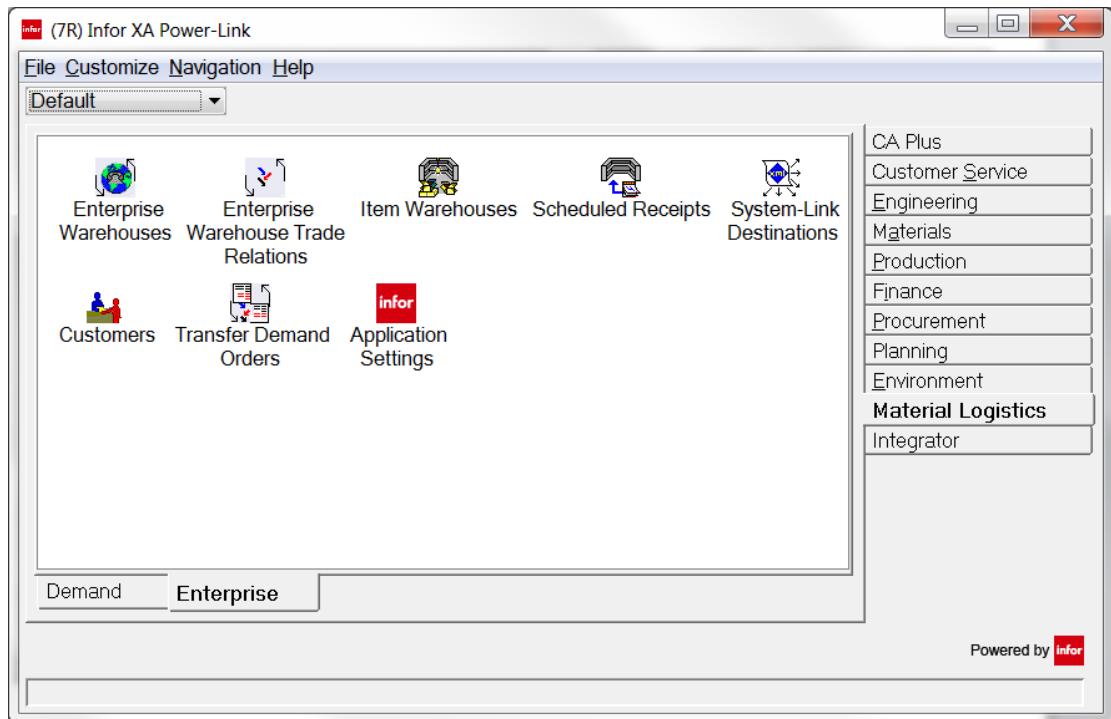 infor (7R) Infor XA Power-Link
File Customize Navigation Help
Default
Enterprise
Warehouses
Enterprise
Warehouse Trade
Relations
Item Warehouses
Scheduled Receipts
System-Link
Destinations
Customers
Transfer Demand
Orders
infor
Application
Settings
CA Plus
Customer Service
Engineering
Materials
Production
Finance
Procurement
Planning
Environment
Material Logistics
Integrator
Demand
Enterprise
Powered by infor